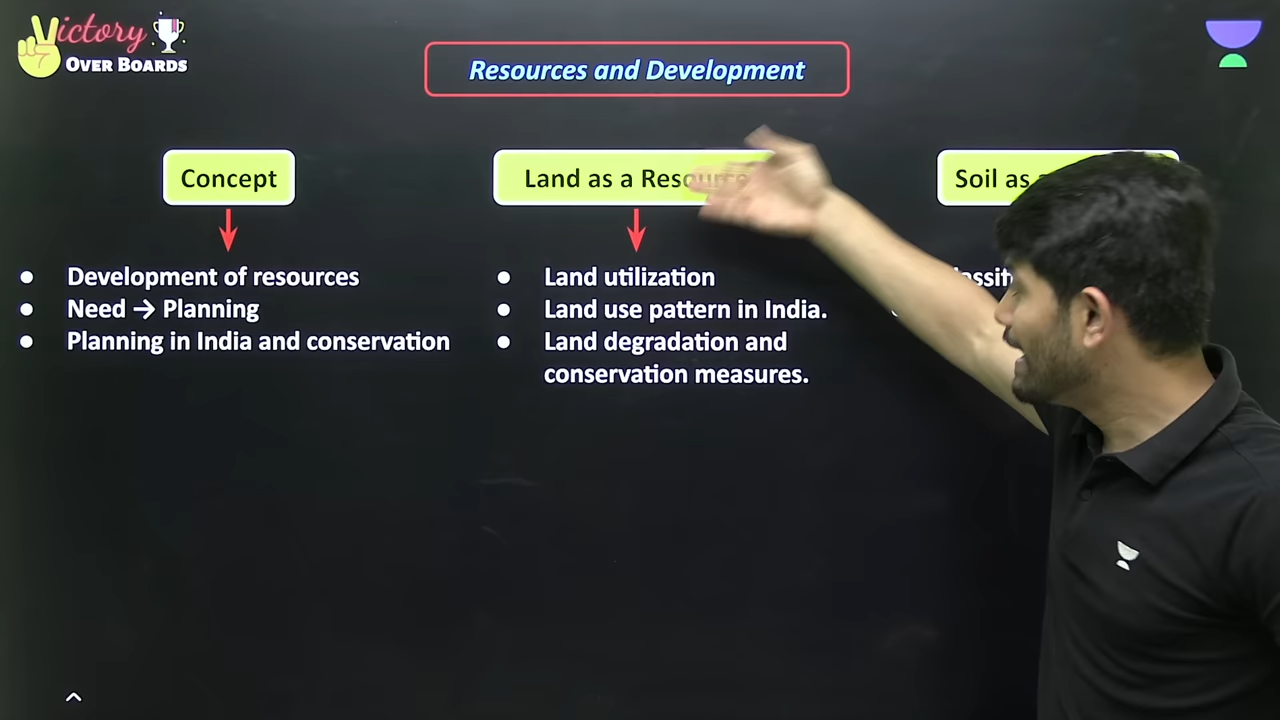 Victory
OVER BOARDS
Resources and Development
Concept
Land as a Resource
Soil as
● Development of resources
● Need → Planning
● Planning in India and conservation
● Land utilization
● Land use pattern in India.
● Land degradation and
conservation measures.